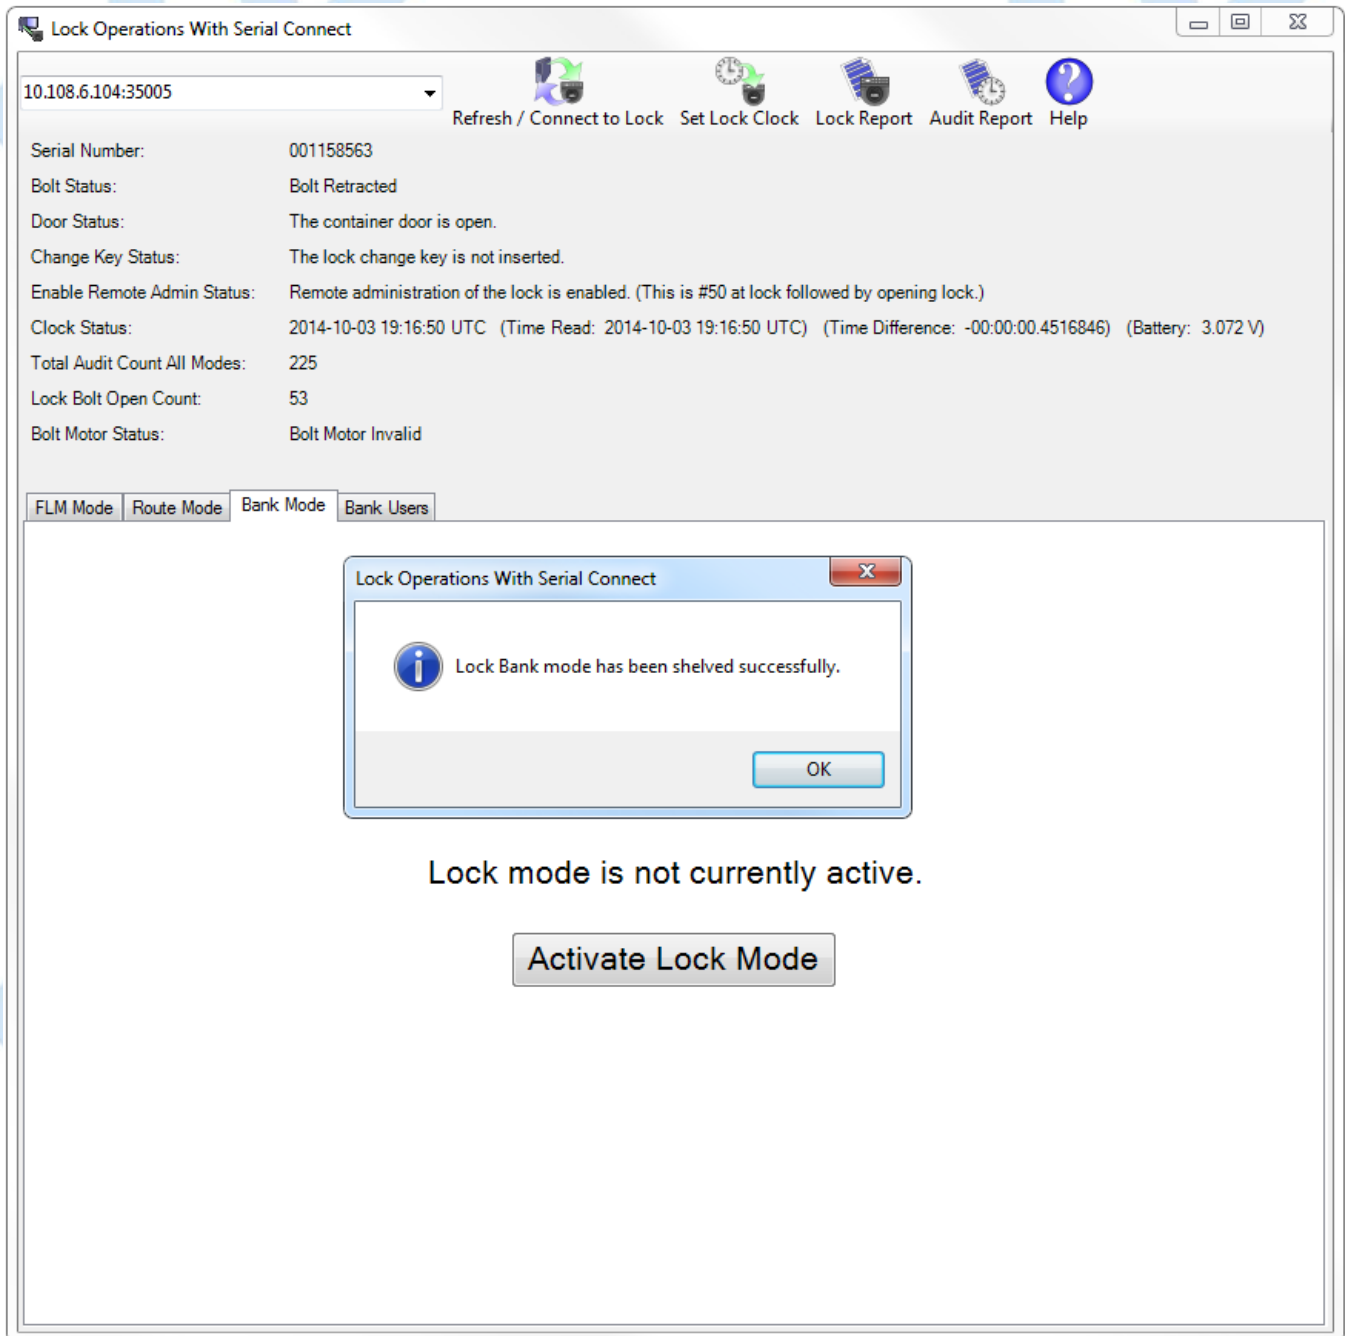 Lock Operations With Serial Connect
10.108.6.104:35005
Refresh / Connect to Lock Set Lock Clock Lock Report Audit Report Help
Serial Number: 001158563
Bolt Status: Bolt Retracted
Door Status: The container door is open.
Change Key Status: The lock change key is not inserted.
Enable Remote Admin Status: Remote administration of the lock is enabled. (This is #50 at lock followed by opening lock.)
Clock Status: 2014-10-03 19:16:50 UTC (Time Read: 2014-10-03 19:16:50 UTC) (Time Difference: -00:00:00.4516846) (Battery: 3.072 V)
Total Audit Count All Modes: 225
Lock Bolt Open Count: 53
Bolt Motor Status: Bolt Motor Invalid
FLM Mode Route Mode Bank Mode Bank Users
Lock Operations With Serial Connect
Lock Bank mode has been shelved successfully.
OK
Lock mode is not currently active.
Activate Lock Mode